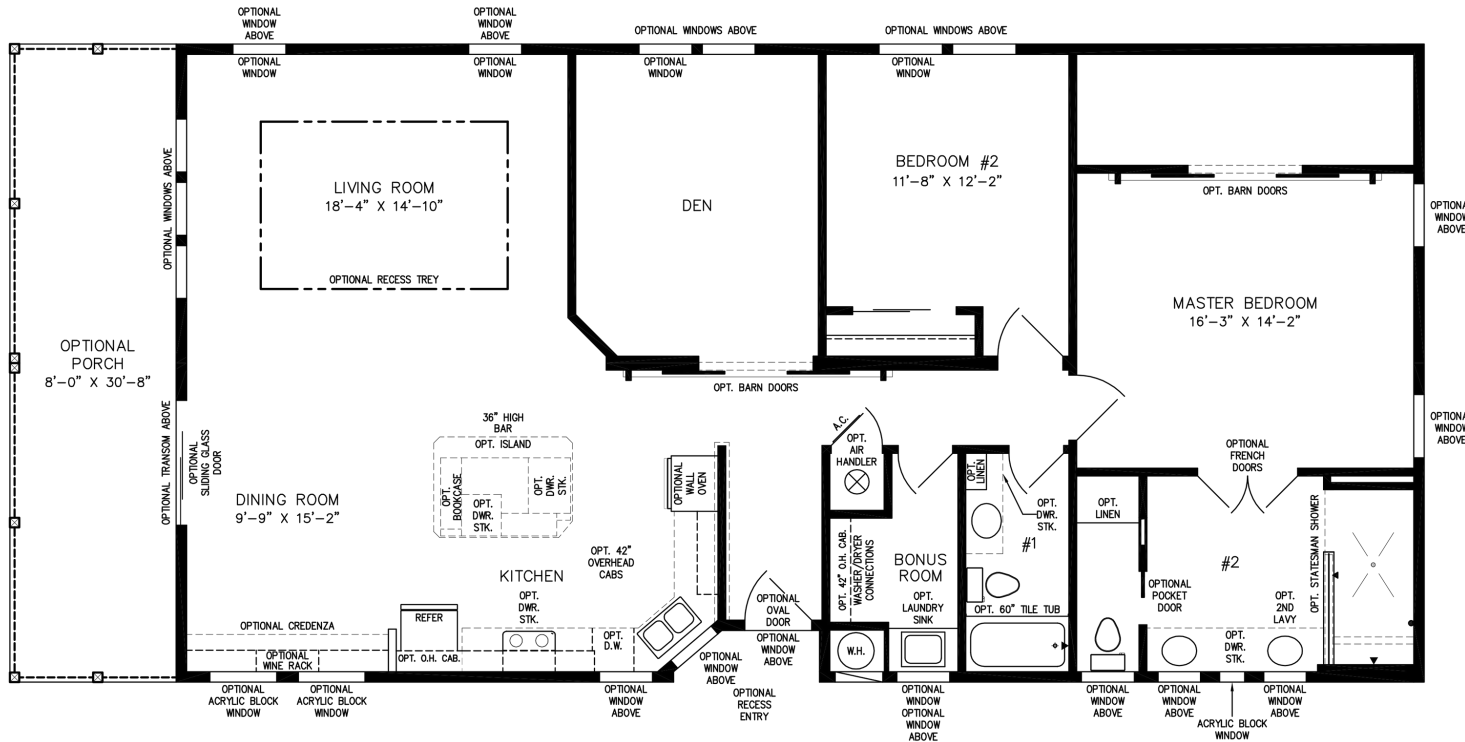 OPTIONAL
WINDOW
ABOVE
OPTIONAL
WINDOW
ABOVE
OPTIONAL WINDOWS ABOVE
OPTIONAL WINDOWS ABOVE
OPTIONAL
WINDOW
OPTIONAL
WINDOW
OPTIONAL
WINDOW
OPTIONAL
WINDOW
LIVING ROOM
18'-4" X 14'-10"
OPTIONAL RECESS TREY
OPTIONAL WINDOWS ABOVE
DEN
BEDROOM #2
11'-8" X 12'-2"
OPT. BARN DOORS
OPTIONAL
WINDOW
ABOVE
MASTER BEDROOM
16'-3" X 14'-2"
OPTIONAL
PORCH
8'-0" X 30'-8"
OPT. BARN DOORS
OPTIONAL TRANSOM ABOVE
OPTIONAL
SLIDING GLASS
DOOR
36" HIGH
BAR
OPT. ISLAND
OPT.
BOOKCASE
OPT.
DWR.
STK.
OPT.
DWR.
STK.
OPTIONAL
WALL
OVEN
A.C.
OPT.
AIR
HANDLER
OPT.
LINEN
OPT.
DWR.
STK.
#1
OPTIONAL
FRENCH
DOORS
OPTIONAL
WINDOW
ABOVE
DINING ROOM
9'-9" X 15'-2"
OPT.
LINEN
OPT. 42"
OVERHEAD
CABS
KITCHEN
OPT.
DWR.
STK.
OPT. 42" O.H. CAB.
WASHER/DRYER
CONNECTIONS
BONUS
ROOM
OPT.
LAUNDRY
SINK
#2
OPT. STATESMAN SHOWER
OPTIONAL
POCKET
DOOR
OPT.
2ND
LAVY
OPTIONAL
OVAL
DOOR
OPT. 60" TILE TUB
REFER
OPTIONAL CREDENZA
OPTIONAL
WINE RACK
OPT. O.H. CAB.
OPT.
D.W.
OPT.
DWR.
STK.
W.H.
OPTIONAL
WINDOW
ABOVE
OPTIONAL
WINDOW
ABOVE
OPTIONAL
RECESS
ENTRY
OPTIONAL
ACRYLIC BLOCK
WINDOW
OPTIONAL
ACRYLIC BLOCK
WINDOW
OPTIONAL
WINDOW
ABOVE
OPTIONAL
WINDOW
OPTIONAL
WINDOW
ABOVE
OPTIONAL
WINDOW
ABOVE
OPTIONAL
WINDOW
ABOVE
OPTIONAL
WINDOW
ABOVE
ACRYLIC BLOCK
WINDOW